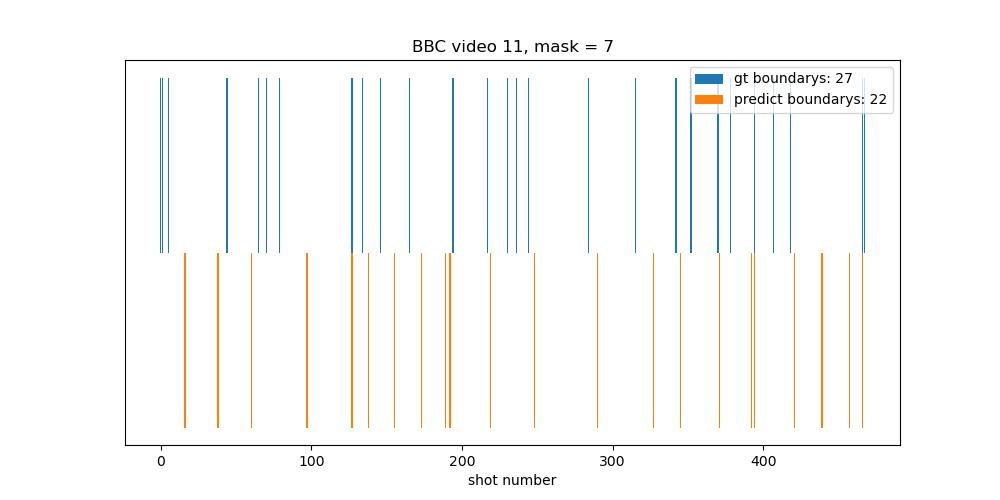 BBC video 11, mask = 7
gt boundarys: 27
predict boundarys: 22
0 100 200 300 400
shot number